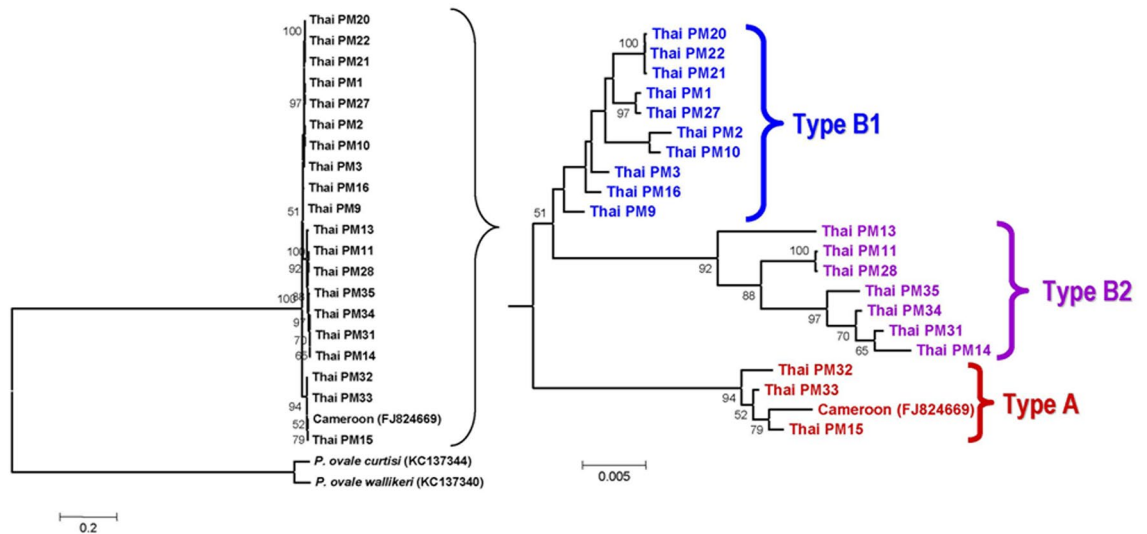 Thai PM20
100
Thai PM22
Thai PM21
Thai PM1
97
Thai PM27
Thai PM2
Thai PM10
Thai PM3
Thai PM16
51
Thai PM9
Thai PM13
100
Thai PM11
92
Thai PM28
100
88
Thai PM35
Thai PM34
97
Thai PM31
70
65
Thai PM14
Thai PM32
Thai PM33
94
Cameroon (FJ824669)
52
79
Thai PM15
P. ovale curtisi (KC137344)
P. ovale wallikeri (KC137340)
0.2
Thai PM20
100
Thai PM22
Thai PM21
Thai PM1
97
Thai PM27
Thai PM2
Thai PM10
Thai PM3
Thai PM16
51
Thai PM9
Type B1
Thai PM13
100
Thai PM11
92
Thai PM28
88
Thai PM35
97
Thai PM34
70
Thai PM31
65
Thai PM14
Type B2
Thai PM32
94
Thai PM33
52
Cameroon (FJ824669)
79
Thai PM15
Type A
0.005